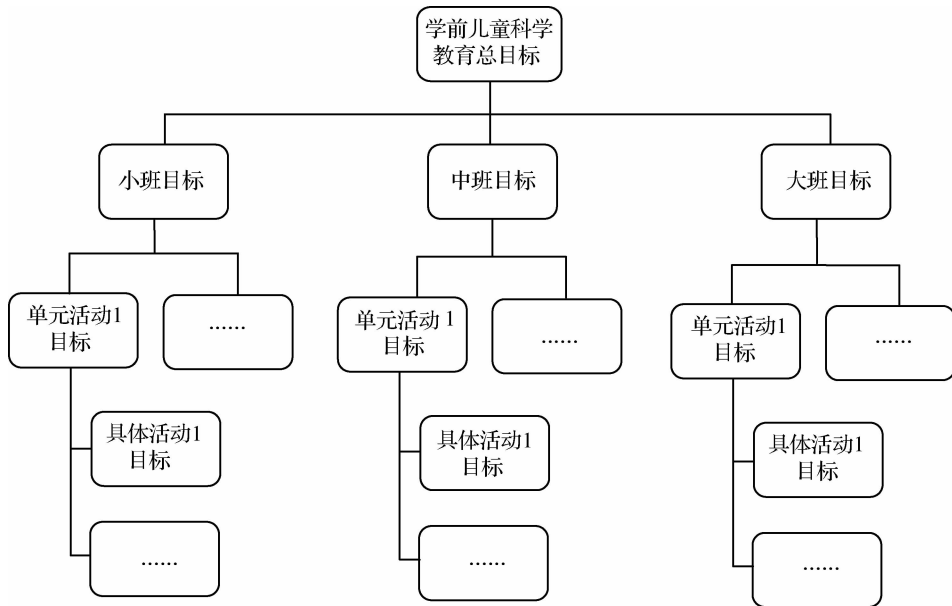 学前儿童科学
教育总目标
小班目标
中班目标
大班目标
单元活动1
目标
……
单元活动 1
目标
……
单元活动1
目标
……
具体活动1
目标
具体活动1
目标
具体活动1
目标
……
……
……